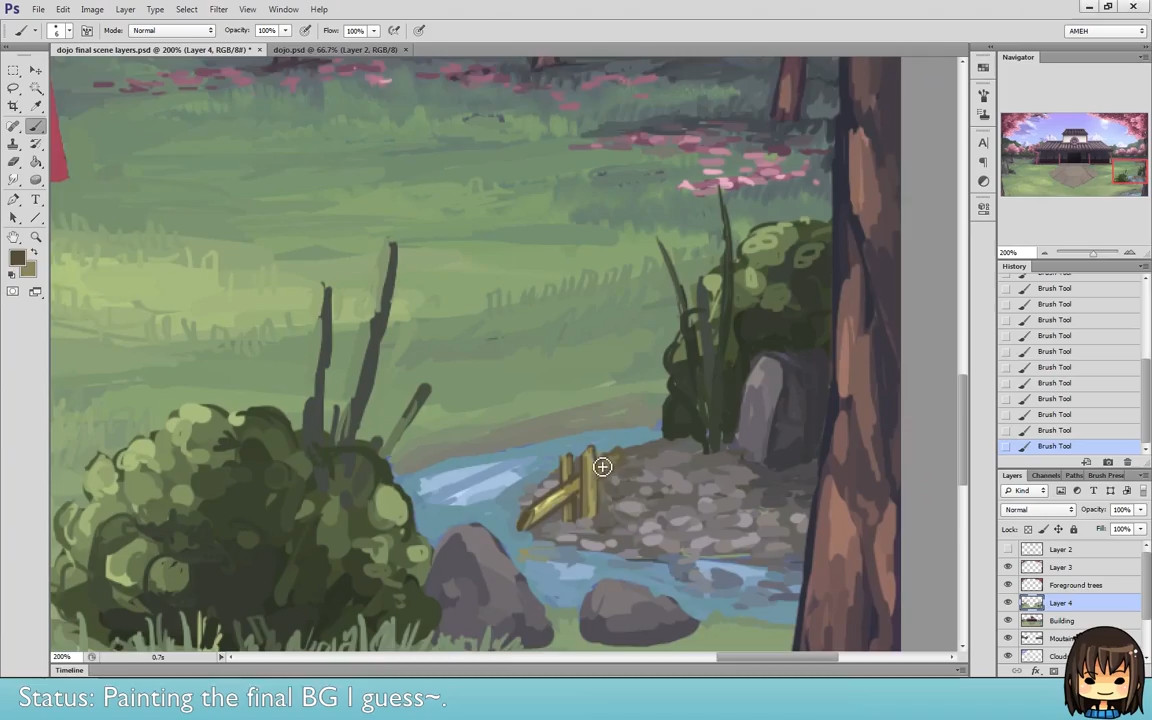 Ps File Edit Image Layer Type Select Filter View Window Help
6 Mode: Normal Opacity: 100% Flow: 100% AMEH
dojo final scene layers.psd @ 200% (Layer 4, RGB/8#) * × dojo.psd @ 66.7% (Layer 2, RGB/8) ×
Navigator
200%
History
Brush Tool
Brush Tool
Brush Tool
Brush Tool
Brush Tool
Brush Tool
Brush Tool
Brush Tool
Brush Tool
Brush Tool
Brush Tool
Layers Channels Paths Brush Prese
Kind
Normal Opacity: 100%
Lock: Fill: 100%
Layer 2
Layer 3
Foreground trees
Layer 4
Building
200% 0.7s
Timeline
Status: Painting the final BG I guess~.